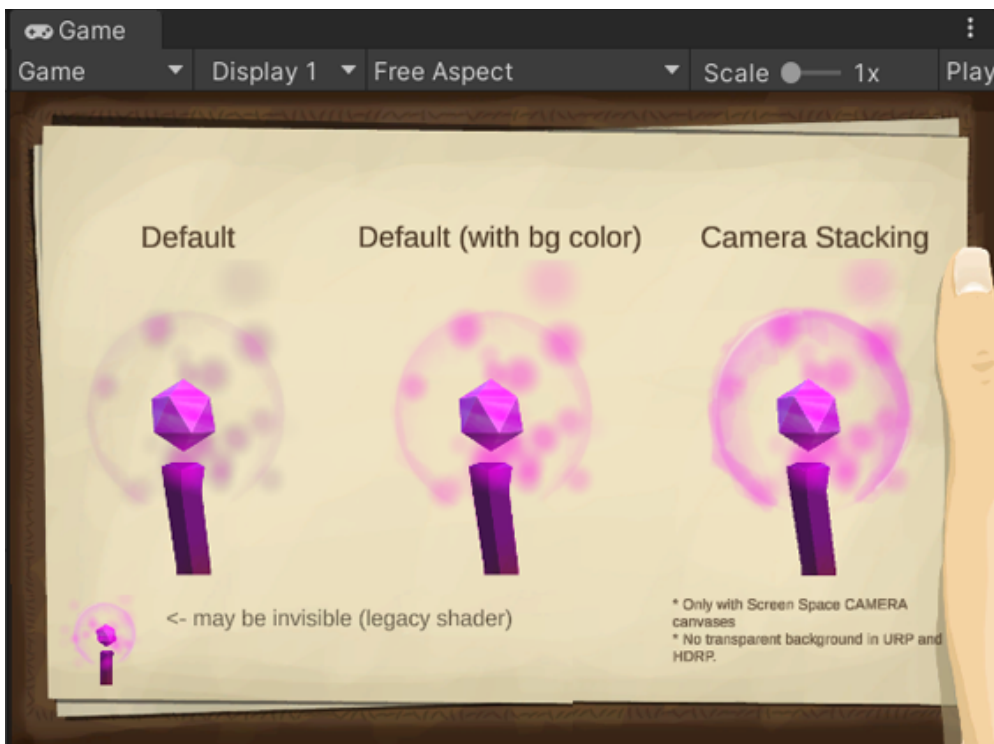 Game
Game
Display 1
Free Aspect
Scale
1x
Play
Default
Default (with bg color)
Camera Stacking
<- may be invisible (legacy shader)
* Only with Screen Space CAMERA
canvases
* No transparent background in URP and
HDRP.